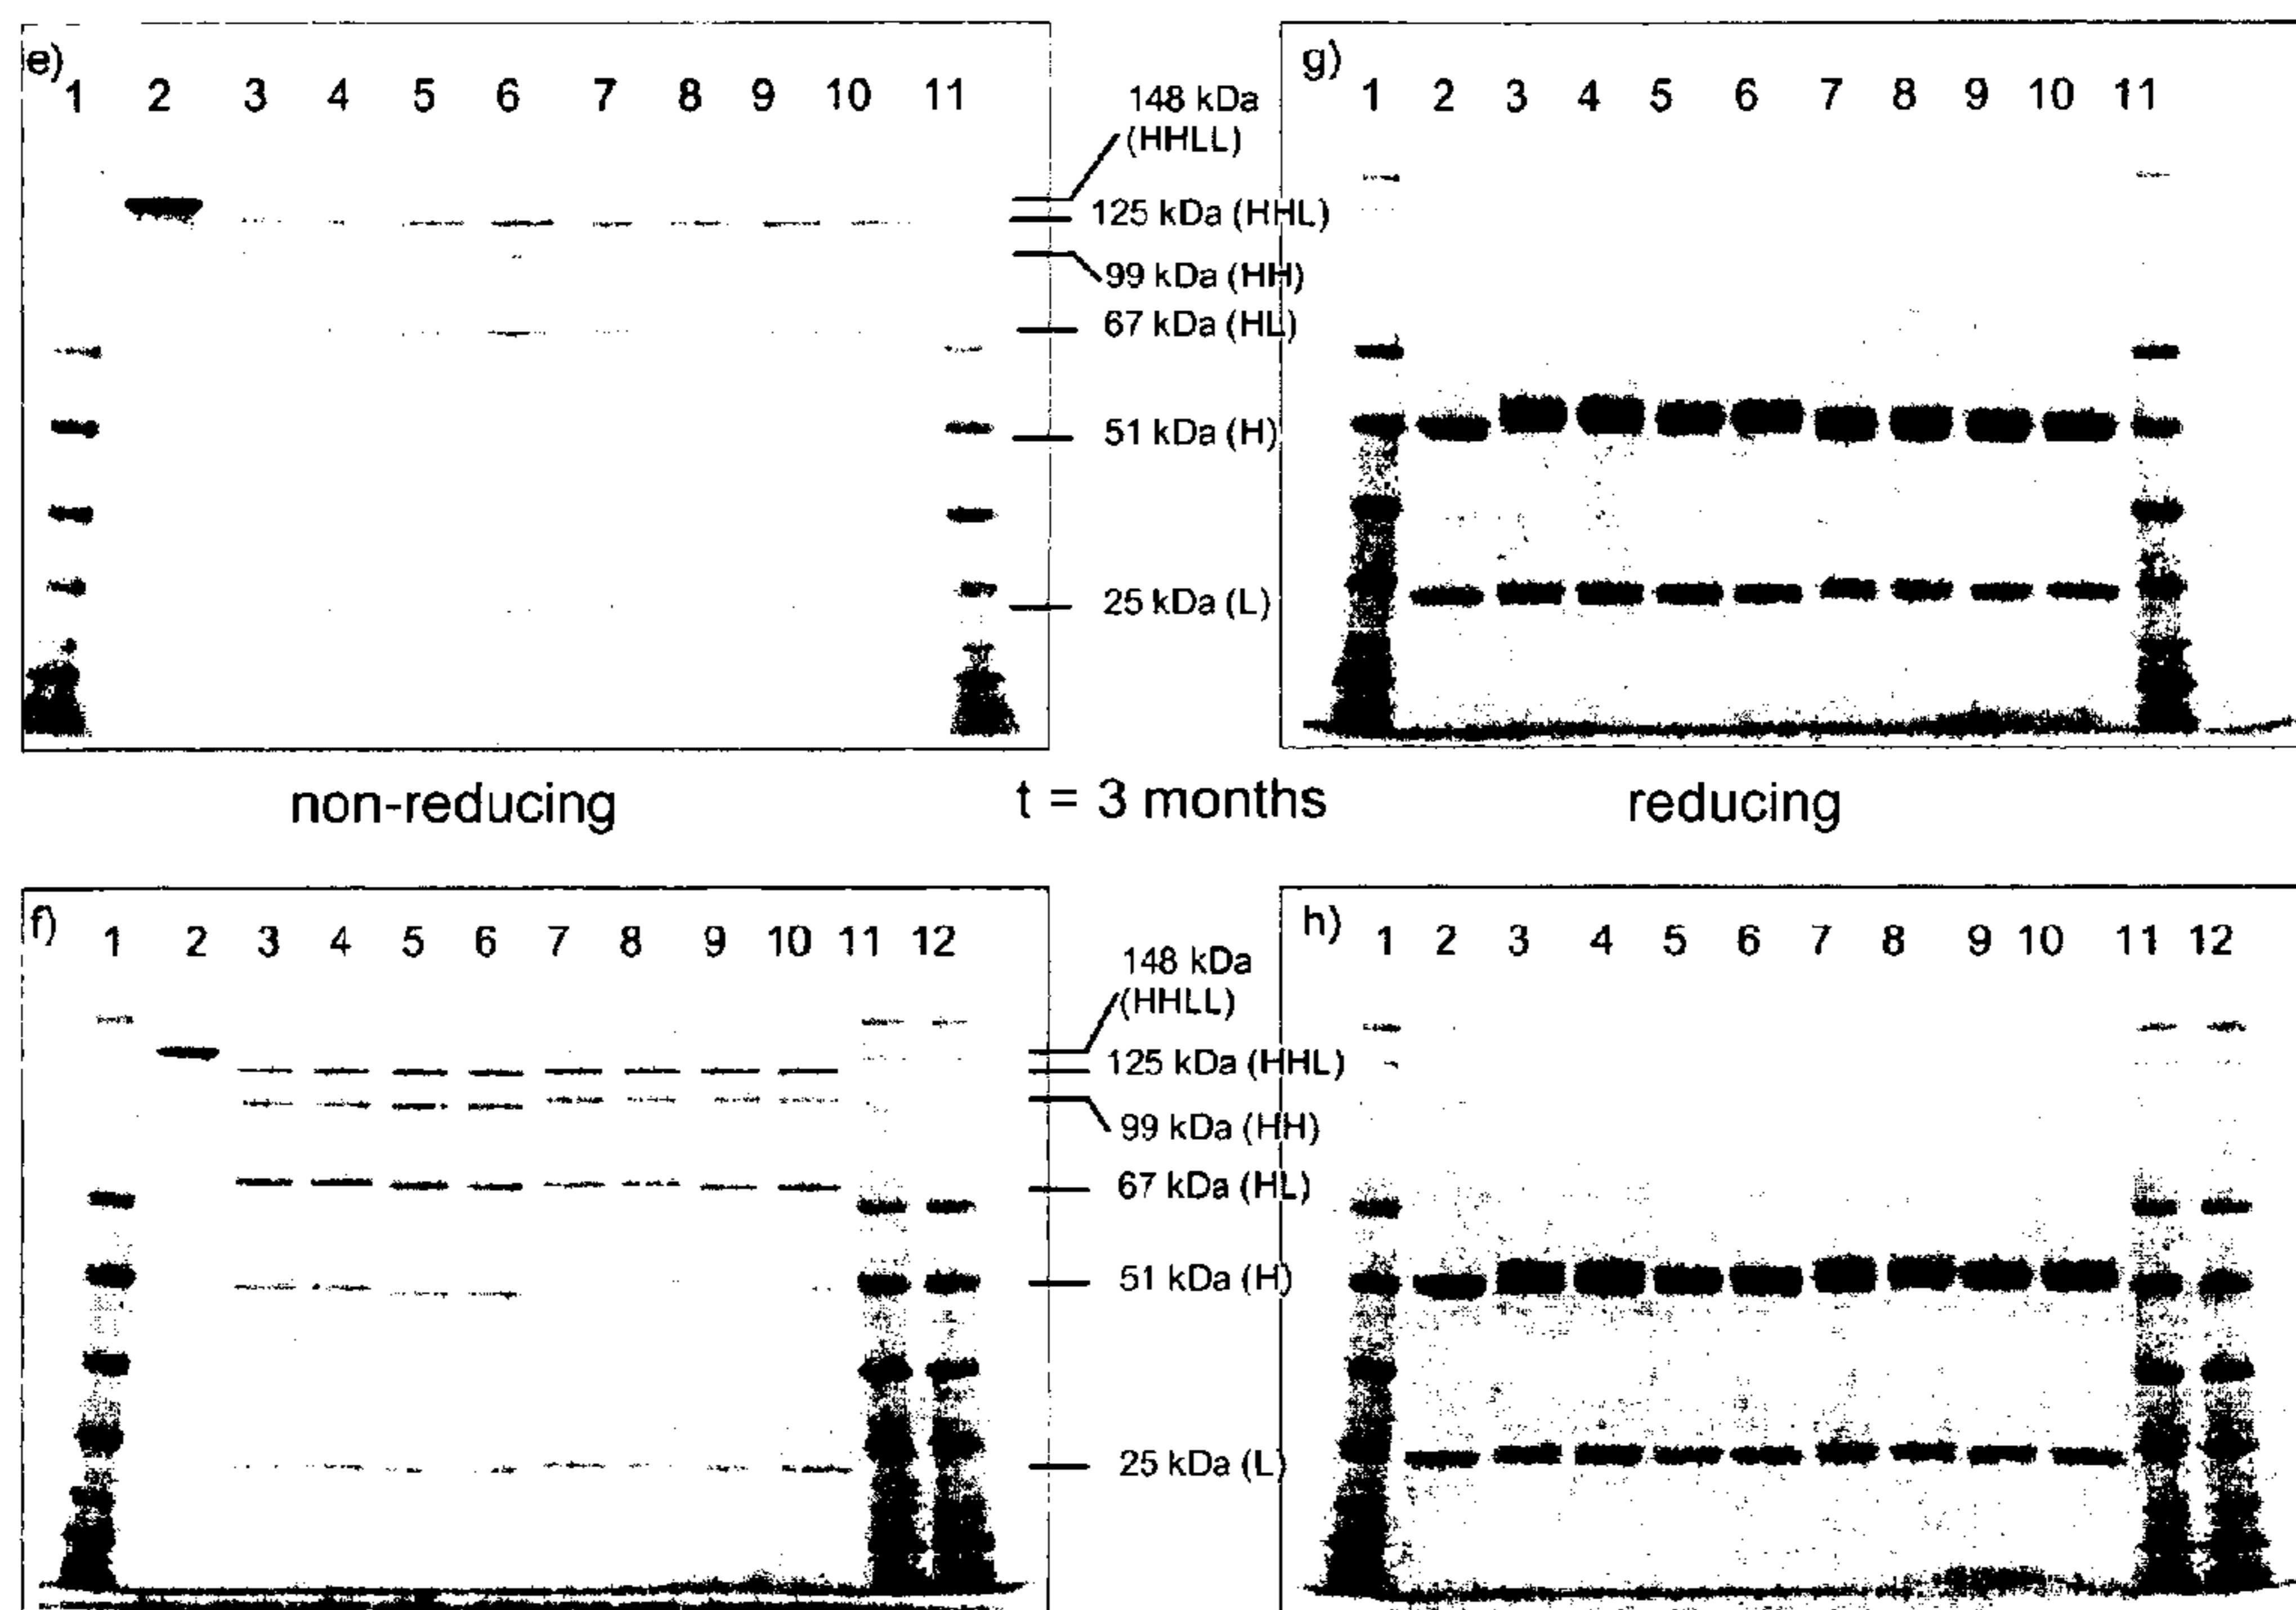 e)
1 2 3 4 5 6 7 8 9 10 11
148 kDa
(HHLL)
125 kDa (HHL)
99 kDa (HH)
67 kDa (HL)
51 kDa (H)
25 kDa (L)
g)
1 2 3 4 5 6 7 8 9 10 11
non-reducing t = 3 months reducing
f)
1 2 3 4 5 6 7 8 9 10 11 12
148 kDa
(HHLL)
125 kDa (HHL)
99 kDa (HH)
67 kDa (HL)
51 kDa (H)
25 kDa (L)
h)
1 2 3 4 5 6 7 8 9 10 11 12